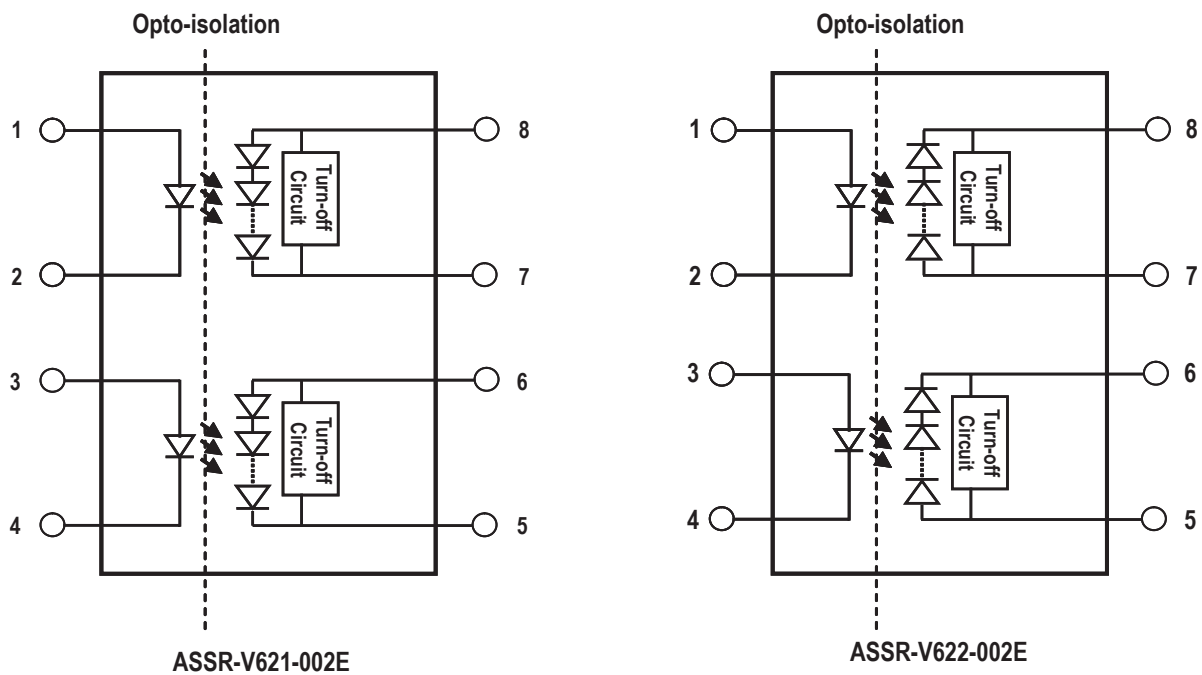 Opto-isolation
1
8
Turn-off
Circuit
2
7
3
6
Turn-off
Circuit
4
5
ASSR-V621-002E
Opto-isolation
1
8
Turn-off
Circuit
2
7
3
6
Turn-off
Circuit
4
5
ASSR-V622-002E